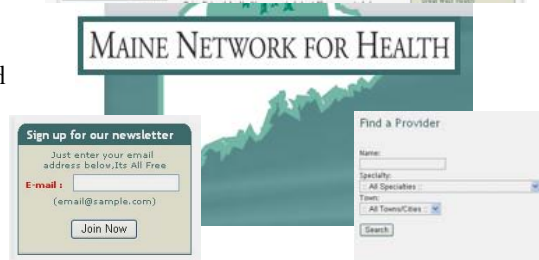 MAINE NETWORK FOR HEALTH
Sign up for our newsletter
Just enter your email
address below,Its All Free
E-mail :
(email@sample.com)
Join Now
Find a Provider
Name:
Specialty:
:: All Specialties ::
Town:
:: All Towns/Cities ::
Search